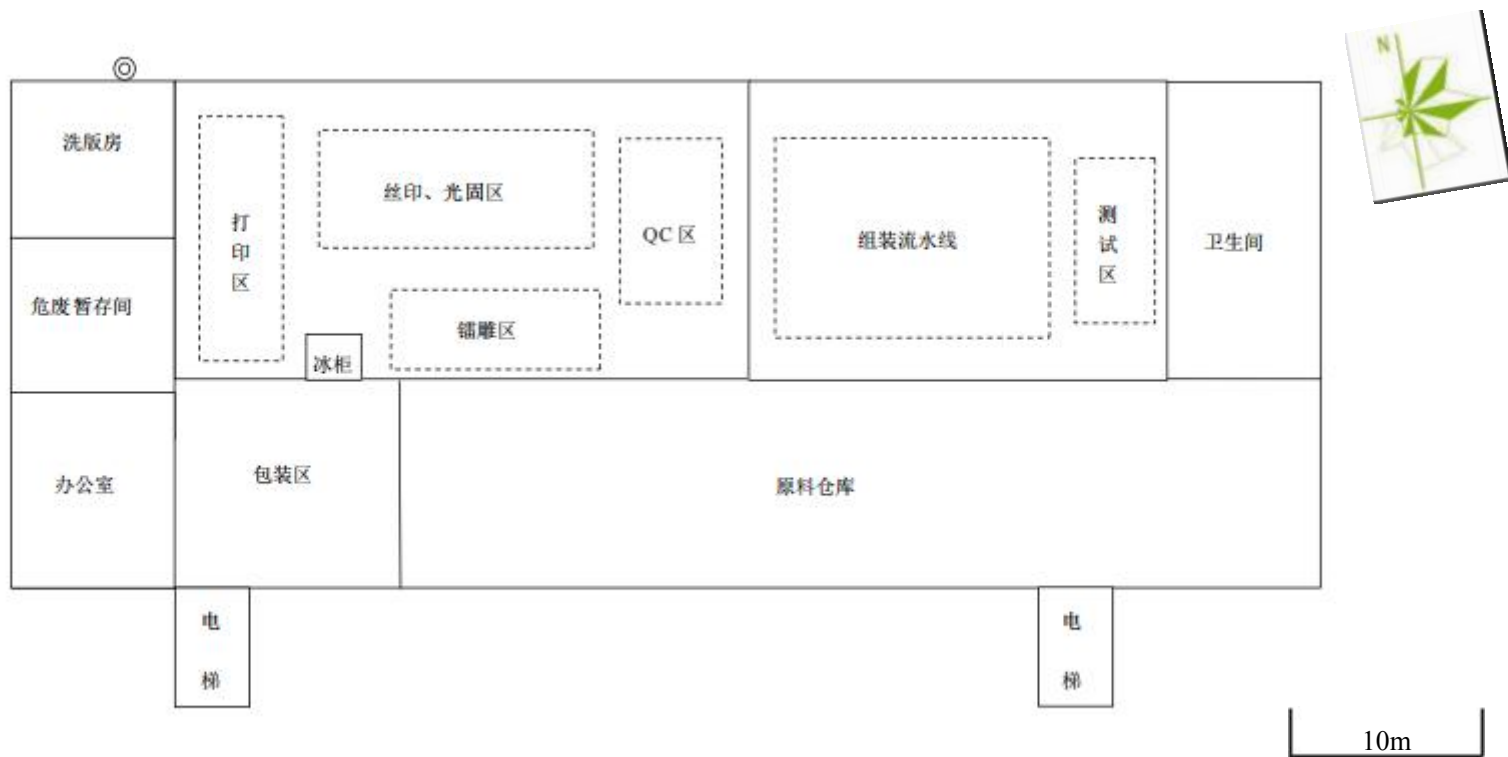 N
洗版房
丝印、光固区
打
印
区
QC 区
组装流水线
测
试
区
卫生间
危废暂存间
镭雕区
冰柜
办公室
包装区
原料仓库
电
梯
电
梯
10m